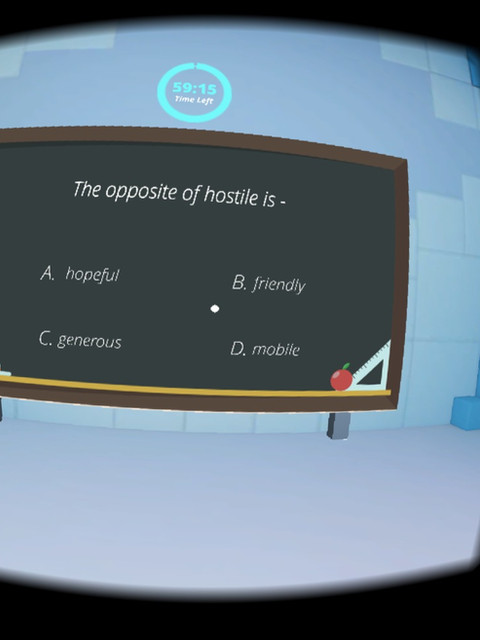 59:15
Time Left
The opposite of hostile is -
A. hopeful
B. friendly
C. generous
D. mobile